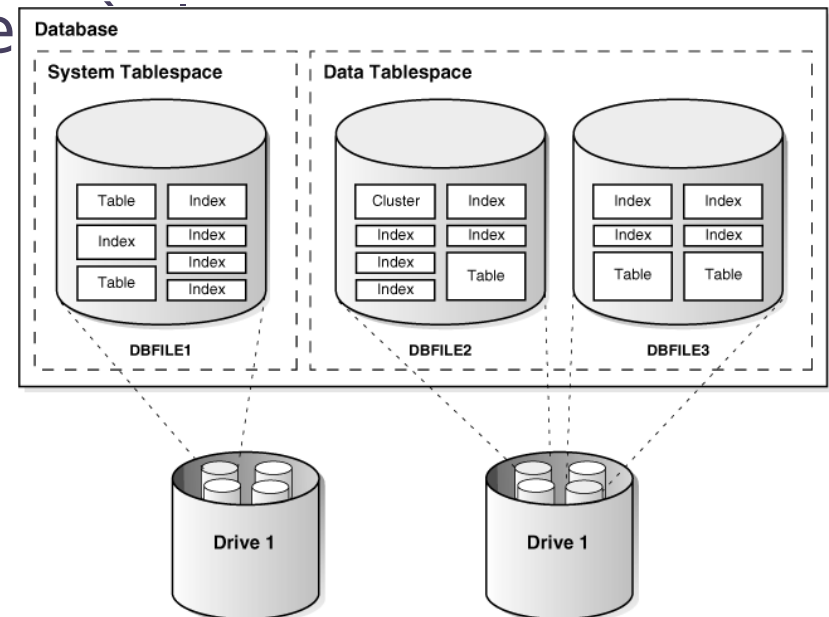 e
Database
System Tablespace
Data Tablespace
Table
Index
Index
Index
Index
Table
Index
Cluster
Index
Index
Index
Index
Index
Table
Index
Index
Index
Index
Table
Index
Table
DBFILE1
DBFILE2
DBFILE3
Drive 1
Drive 1